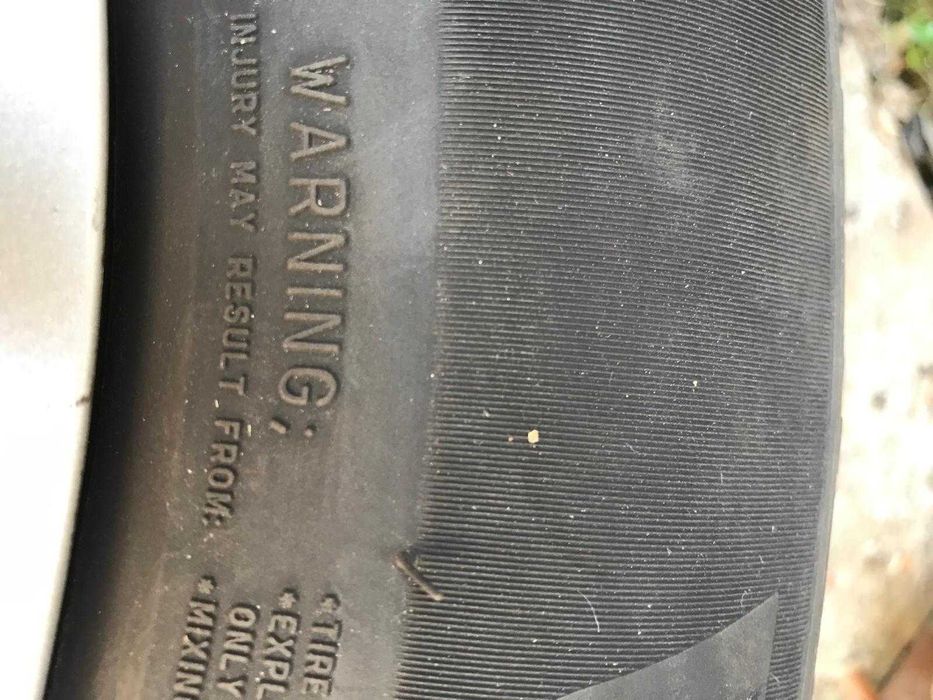 WARNING;
INJURY MAY RESULT FROM:
*TIRE
*EXPL
ONLY
*MIXIN